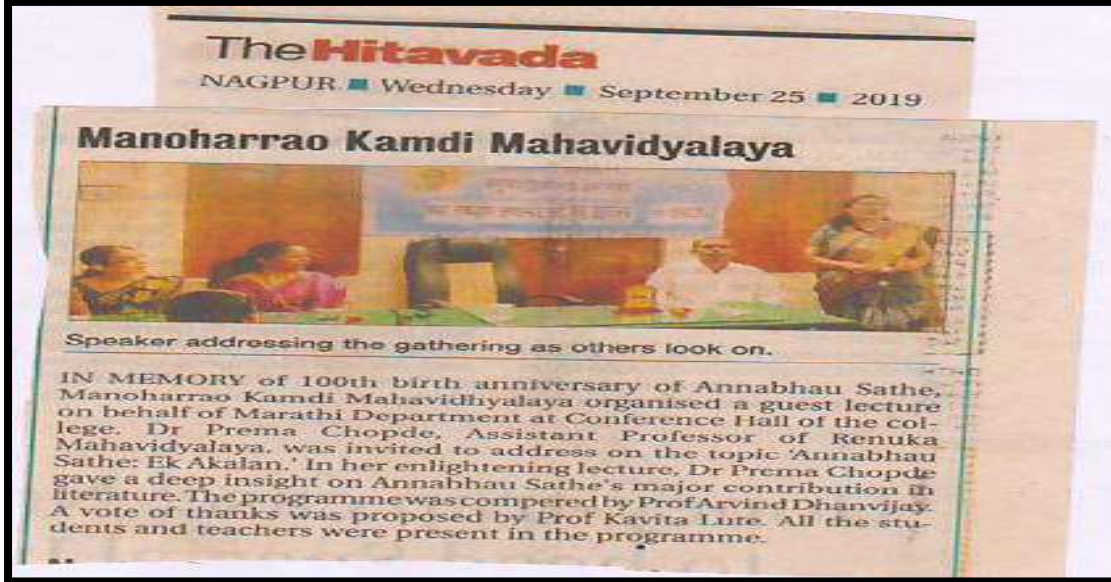 The Hitavada
NAGPUR ■ Wednesday ■ September 25 ■ 2019
Manoharrao Kamdi Mahavidyalaya
Speaker addressing the gathering as others look on.
IN MEMORY of 100th birth anniversary of Annabhau Sathe,
Manoharrao Kamdi Mahavidhyalaya organised a guest lecture
on behalf of Marathi Department at Conference Hall of the col-
lege. Dr Prema Chopde, Assistant Professor of Renuka
Mahavidyalaya, was invited to address on the topic 'Annabhau
Sathe: Ek Akalan.' In her enlightening lecture, Dr Prema Chopde
gave a deep insight on Annabhau Sathe's major contribution in
literature. The programme was compered by Prof Arvind Dhanvijay.
A vote of thanks was proposed by Prof Kavita Lute. All the stu-
dents and teachers were present in the programme.